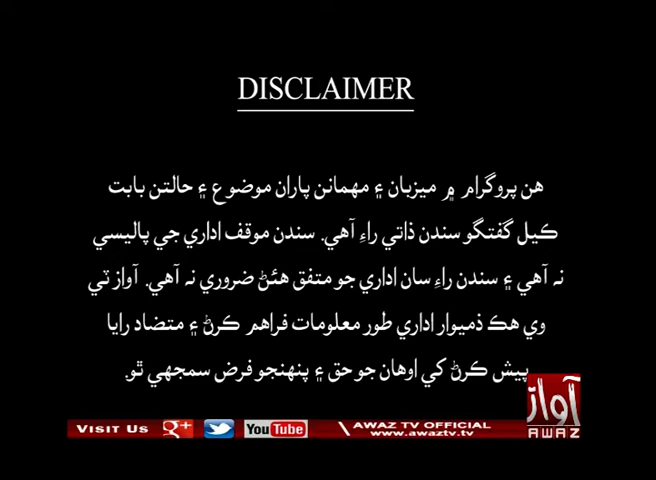 DISCLAIMER
هن پروگرام ۾ ميزبان ۽ مهمانن پاران موضوع ۽ حالتن بابت
ڪيل گفتگو سندن ذاتي راءِ آهي. سندن موقف اداري جي پاليسي
نہ آهي ۽ سندن راءِ سان اداري جو متفق هئڻ ضروري نہ آهي. آواز ٽي
وي هڪ ذميوار اداري طور معلومات فراهم ڪرڻ ۽ متضاد رايا
پيش ڪرڻ کي اوهان جو حق ۽ پنهنجو فرض سمجهي ٿو.
آواز
AWAZ
VISIT US g+ YouTube AWAZ TV OFFICIAL
www.awaztv.tv